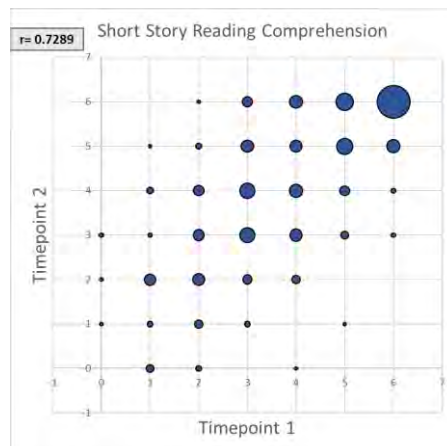 Short Story Reading Comprehension
r= 0.7289
7
6
5
4
3
2
1
0
-1
-1 0 1 2 3 4 5 6 7
Timepoint 2
Timepoint 1